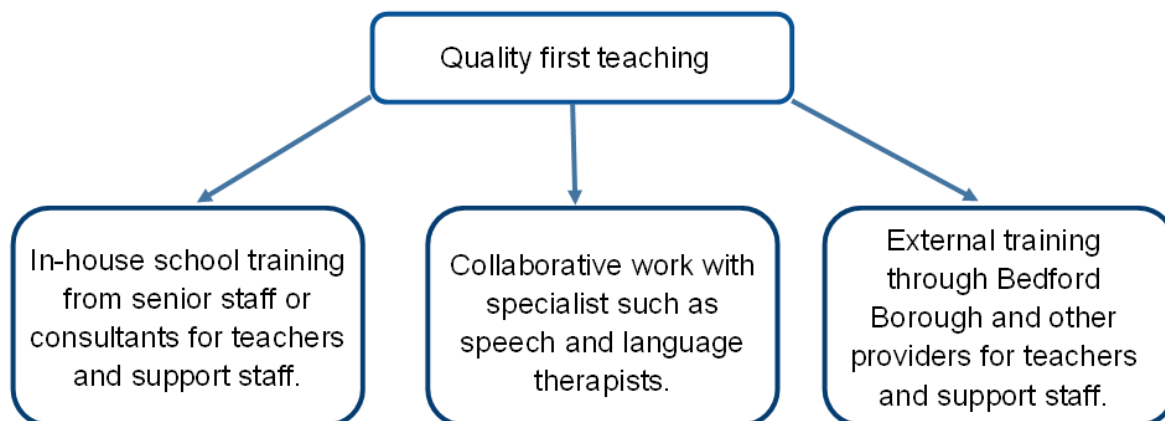 Quality first teaching
In-house school training
from senior staff or
consultants for teachers
and support staff.
Collaborative work with
specialist such as
speech and language
therapists.
External training
through Bedford
Borough and other
providers for teachers
and support staff.